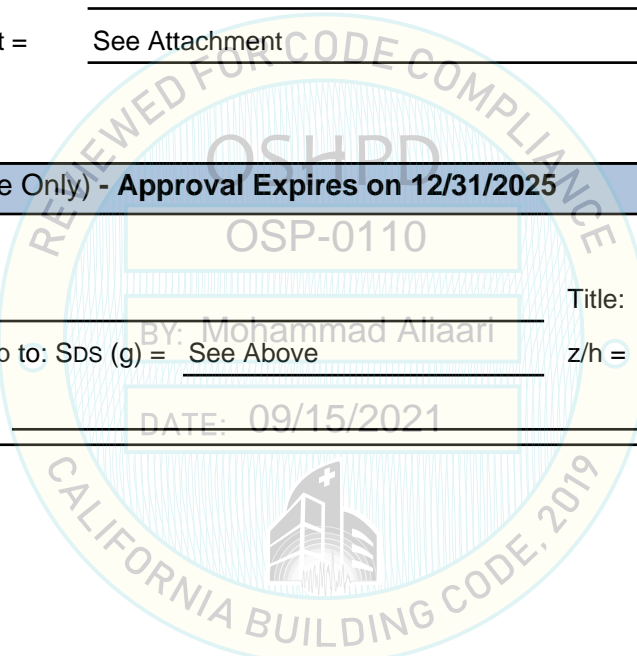 t = See Attachment
REVIEWED FOR CODE COMPLIANCE
OSHPD
e Only) - Approval Expires on 12/31/2025
OSP-0110
Title:
BY: Mohammad Aliaari
o to: SDS (g) = See Above z/h =
DATE: 09/15/2021
CALIFORNIA BUILDING CODE, 2019